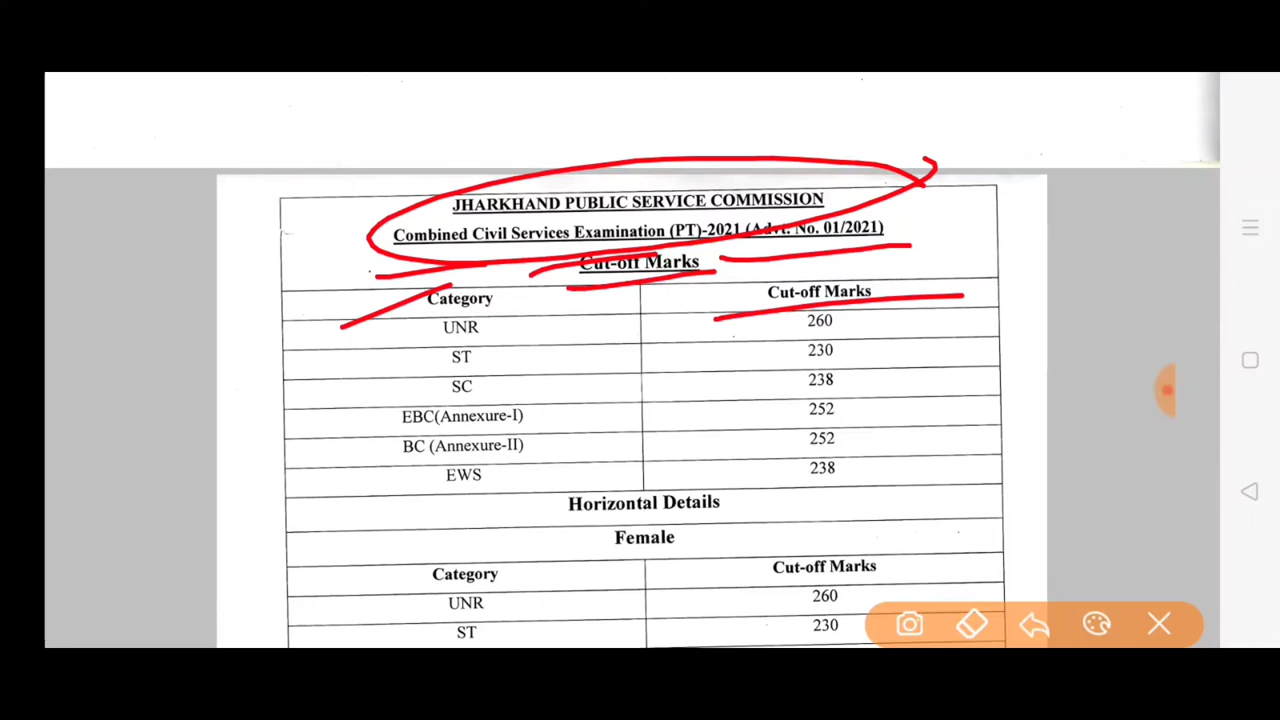 JHARKHAND PUBLIC SERVICE COMMISSION
Combined Civil Services Examination (PT)-2021 (Advt. No. 01/2021)
Cut-off Marks
Category Cut-off Marks
UNR 260
ST 230
SC 238
EBC(Annexure-I) 252
BC (Annexure-II) 252
EWS 238
Horizontal Details
Female
Category Cut-off Marks
UNR 260
ST 230